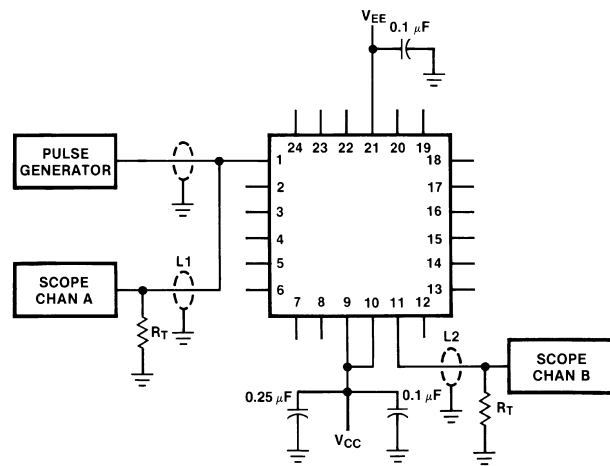 VEE
0.1 μF
24 23 22 21 20 19
PULSE
GENERATOR
1
2
3
4
5
6
18
17
16
15
14
13
L1
SCOPE
CHAN A
RT
7 8 9 10 11 12
L2
SCOPE
CHAN B
RT
0.25 μF
0.1 μF
VCC